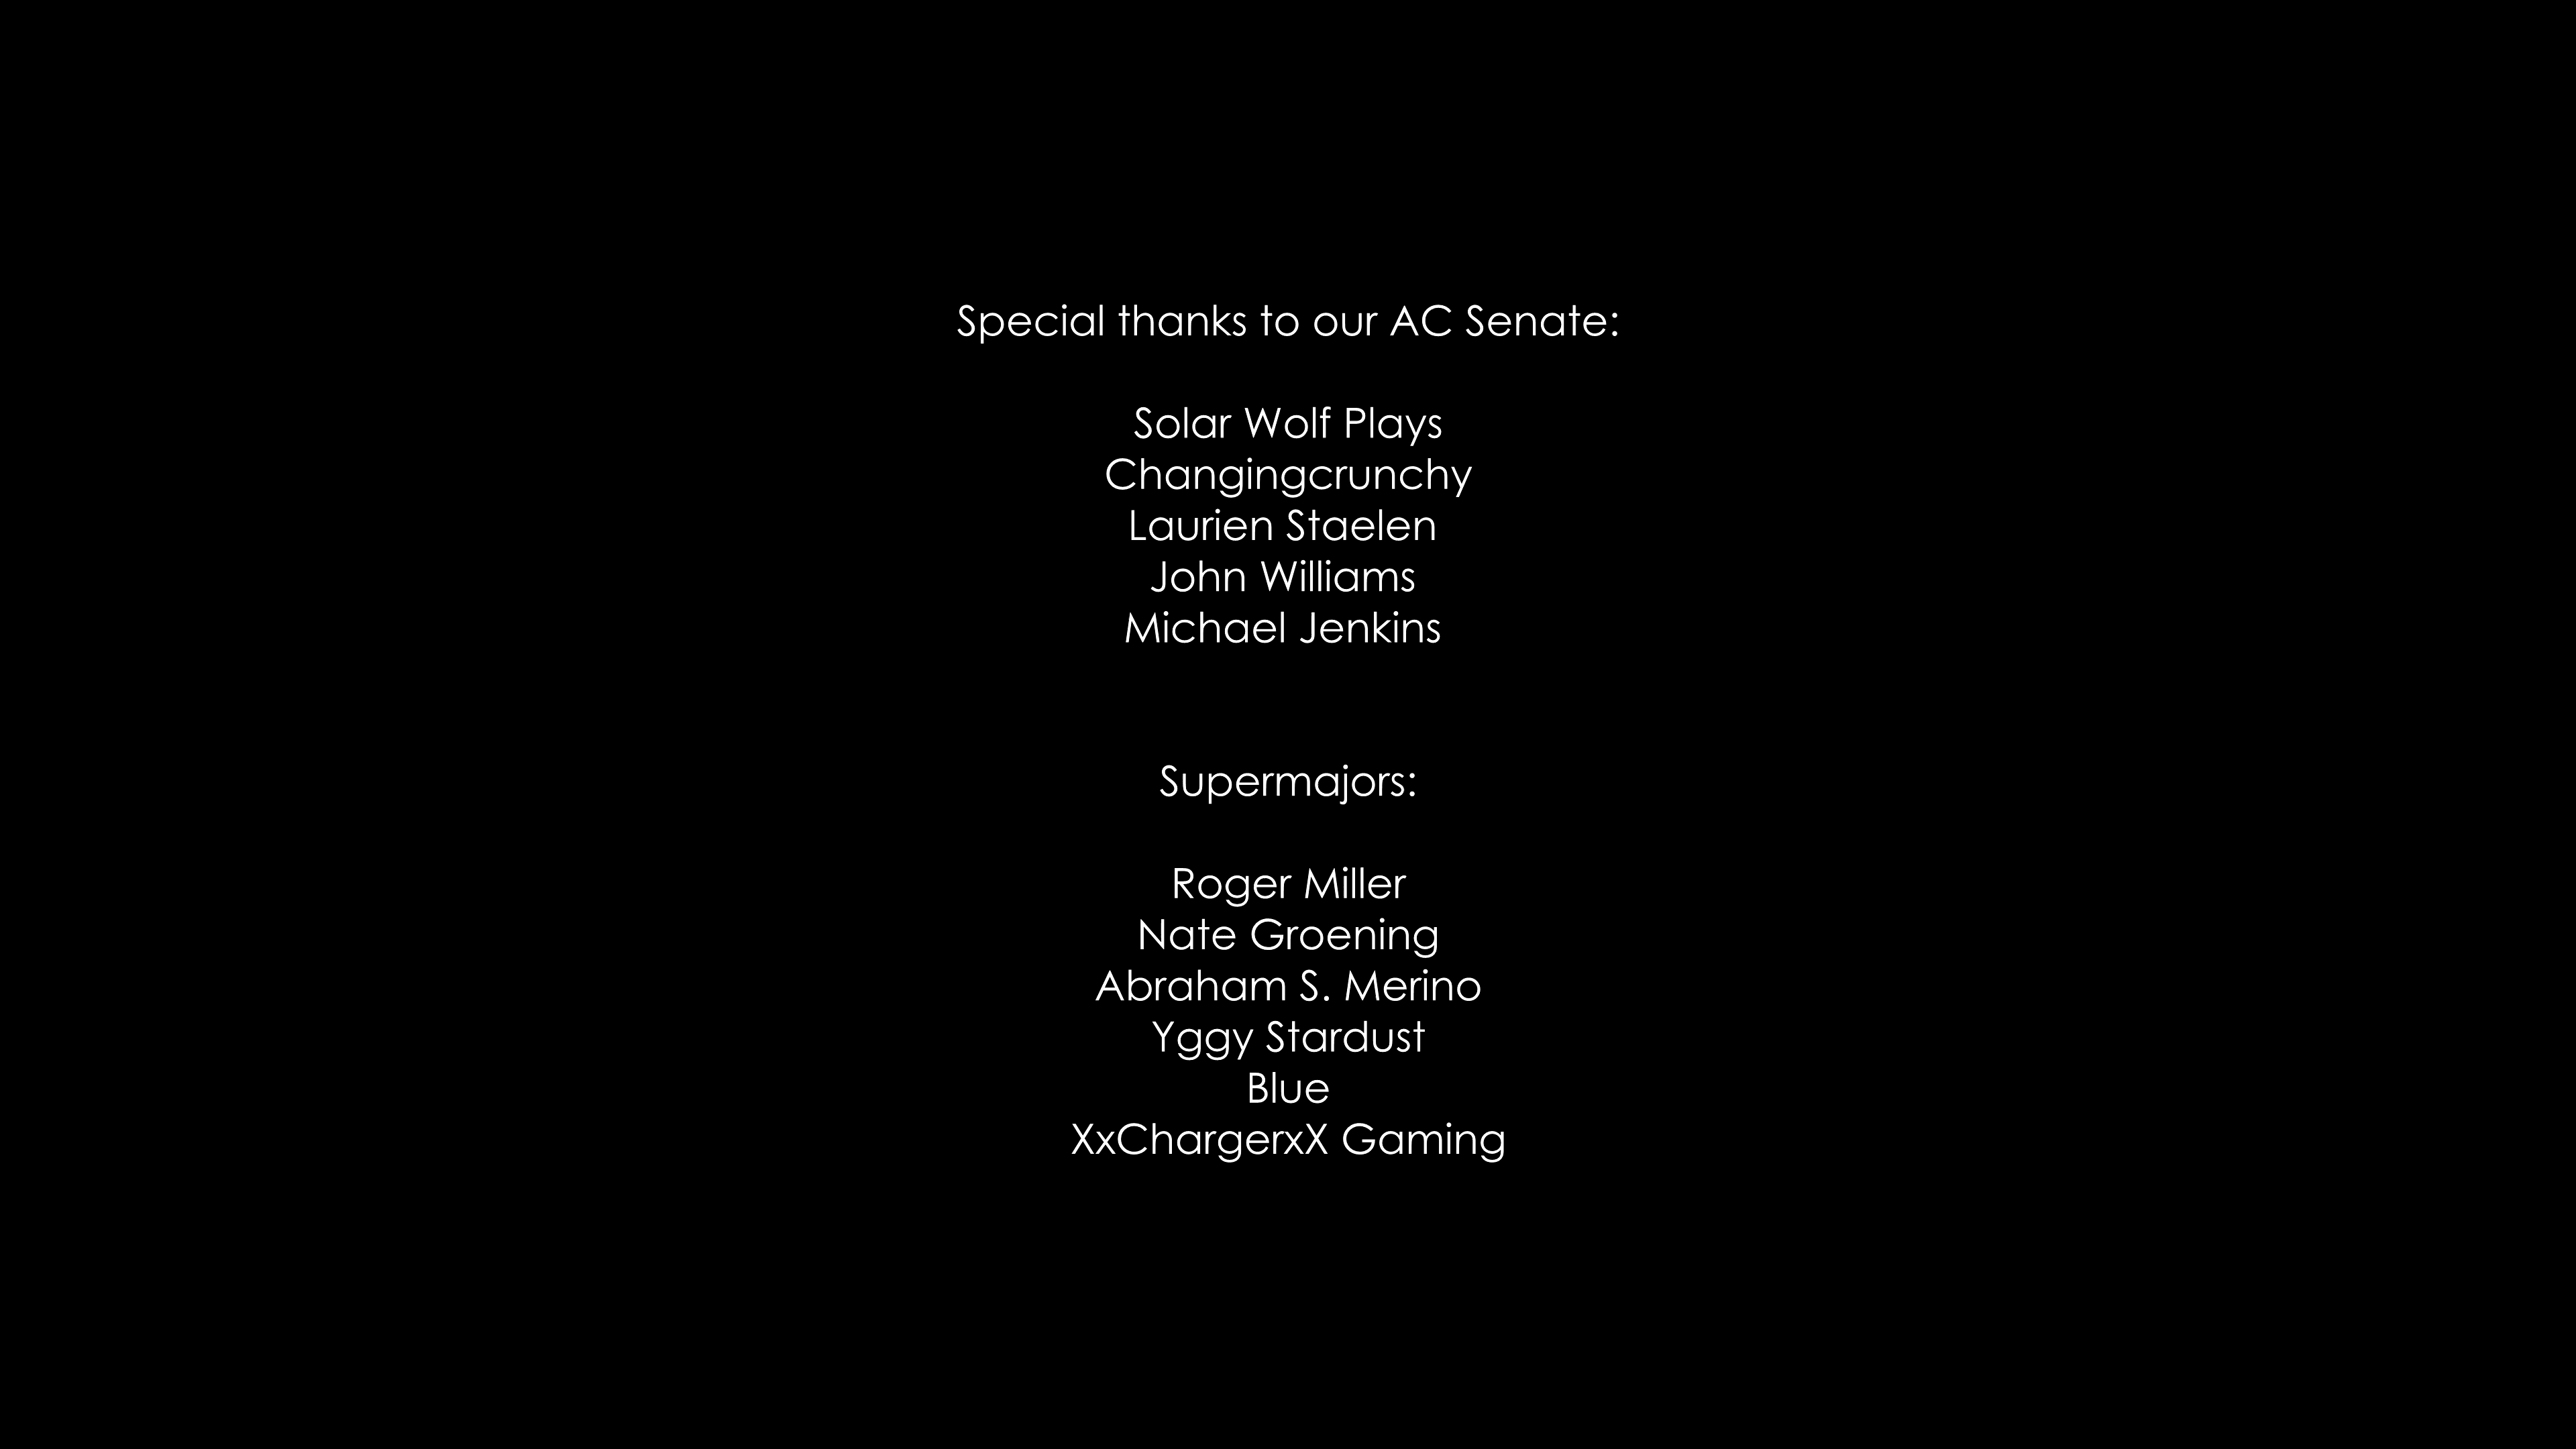 Special thanks to our AC Senate:
Solar Wolf Plays
Changingcrunchy
Laurien Staelen
John Williams
Michael Jenkins
Supermajors:
Roger Miller
Nate Groening
Abraham S. Merino
Yggy Stardust
Blue
XxChargerxX Gaming